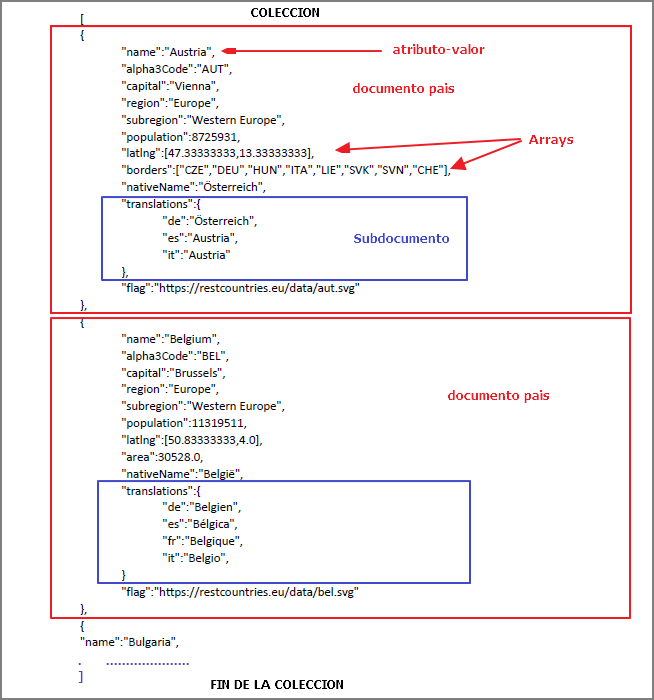 COLECCION
[
{
"name":"Austria", atributo-valor
"alpha3Code":"AUT",
"capital":"Vienna", documento pais
"region":"Europe",
"subregion":"Western Europe",
"population":8725931,
"latlng":[47.33333333,13.33333333], Arrays
"borders":["CZE","DEU","HUN","ITA","LIE","SVK","SVN","CHE"],
"nativeName":"Österreich",
"translations":{
"de":"Österreich",
"es":"Austria", Subdocumento
"it":"Austria"
},
"flag":"https://restcountries.eu/data/aut.svg"
},
{
"name":"Belgium",
"alpha3Code":"BEL",
"capital":"Brussels",
"region":"Europe", documento pais
"subregion":"Western Europe",
"population":11319511,
"latlng":[50.83333333,4.0],
"area":30528.0,
"nativeName":"België",
"translations":{
"de":"Belgien",
"es":"Bélgica",
"fr":"Belgique",
"it":"Belgio",
}
"flag":"https://restcountries.eu/data/bel.svg"
},
{
"name":"Bulgaria",
. .....................
]
FIN DE LA COLECCION